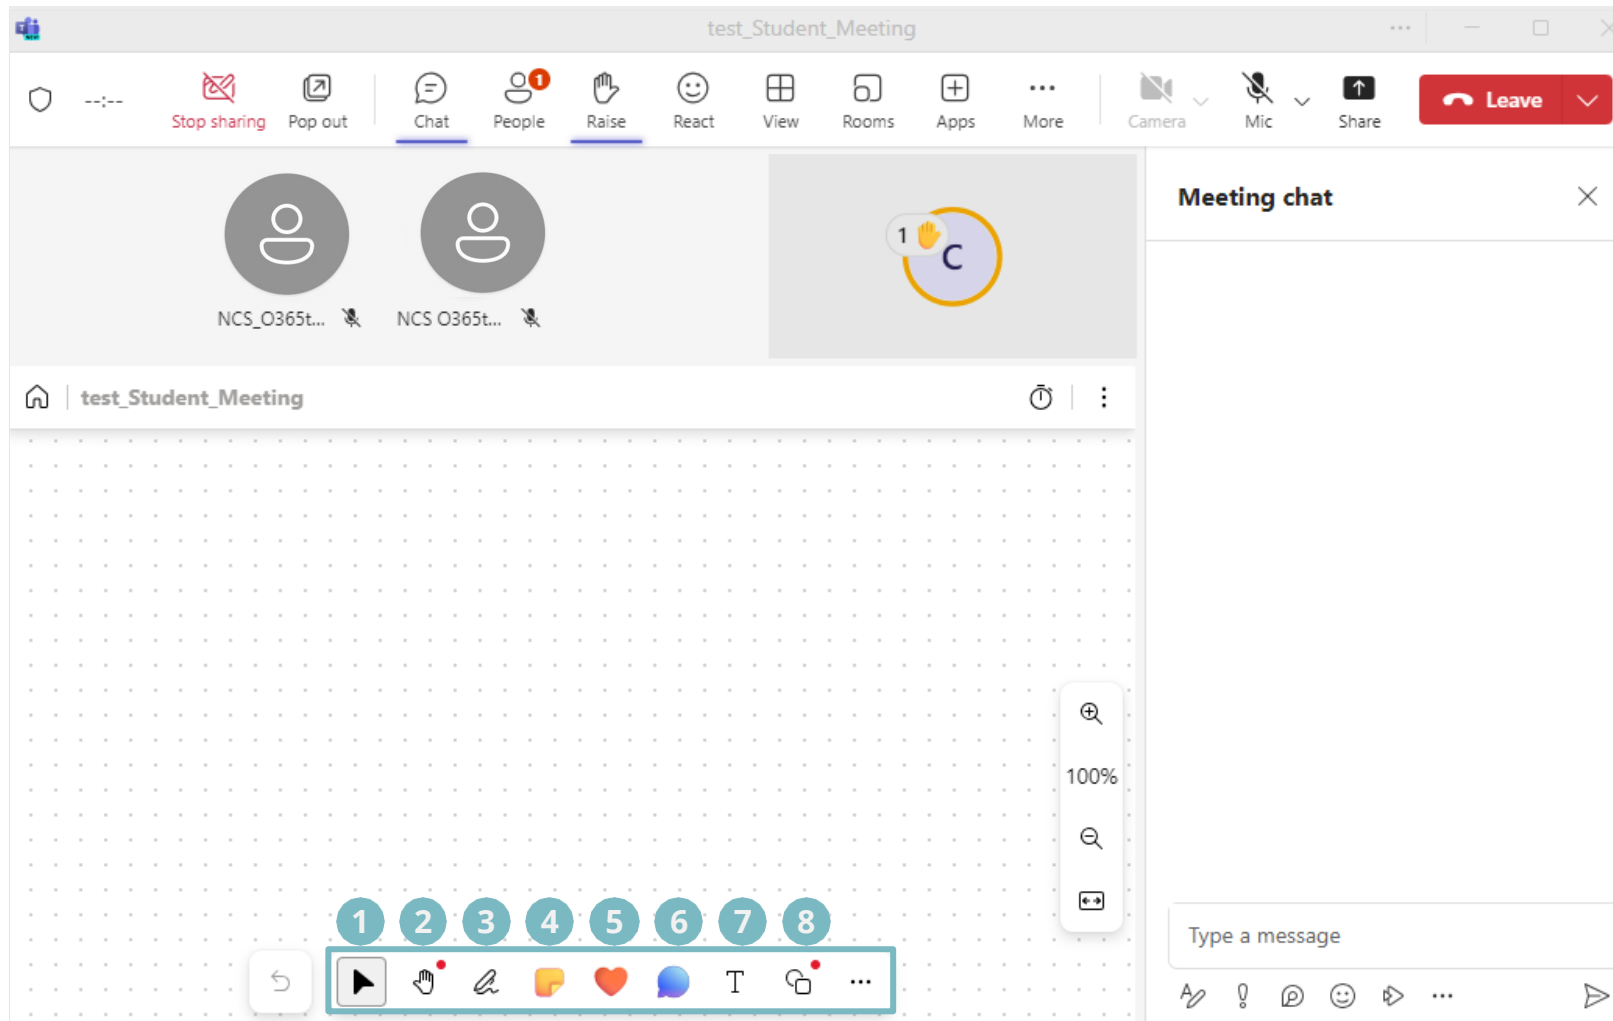 test_Student_Meeting
--:--
Stop sharing
Pop out
Chat
1
People
Raise
React
View
Rooms
Apps
More
Camera
Mic
Share
Leave
NCS_O365t...
NCS O365t...
1
C
Meeting chat
test_Student_Meeting
100%
1 2 3 4 5 6 7 8
T
Type a message